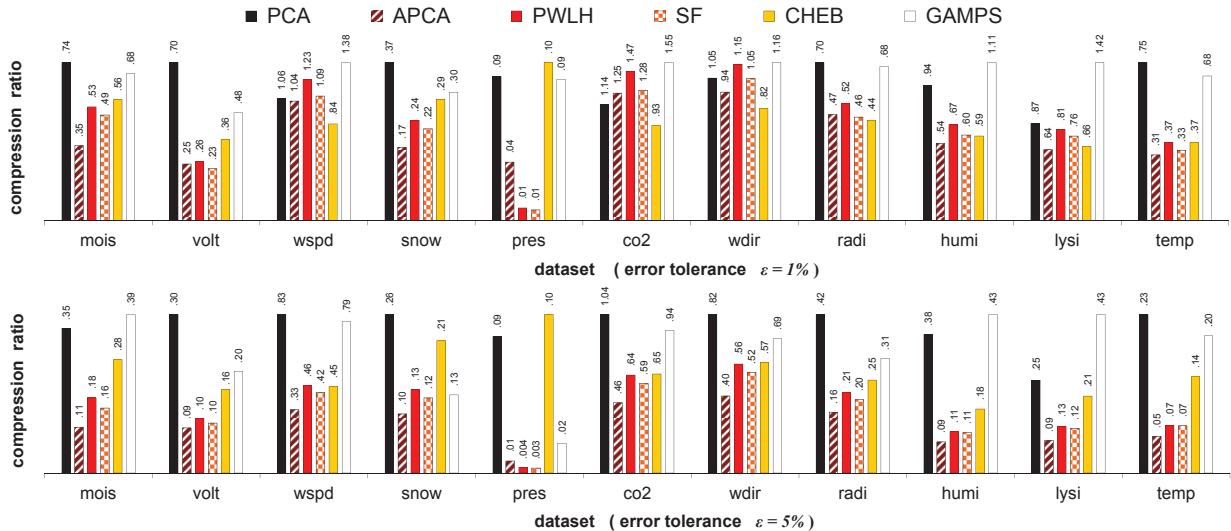 PCA APCA PWLH SF CHEB GAMPS
compression ratio
.74 .35 .53 .49 .56 .68
.70 .25 .26 .23 .36 .48
1.06 1.04 1.23 1.09 .84 1.38
.37 .17 .24 .22 .29 .30
.09 .04 .01 .01 .10 .09
1.14 1.25 1.47 1.28 .93 1.55
1.05 .94 1.15 1.05 .82 1.16
.70 .47 .52 .46 .44 .68
.94 .54 .67 .60 .59 1.11
.87 .64 .81 .76 .66 1.42
.75 .31 .37 .33 .37 .68
mois volt wspd snow pres co2 wdir radi humi lysi temp
dataset ( error tolerance ε = 1% )
compression ratio
.35 .11 .18 .16 .28 .39
.30 .09 .10 .10 .16 .20
.83 .33 .46 .42 .45 .79
.26 .10 .13 .12 .21 .13
.09 .01 .004 .003 .10 .02
1.04 .46 .64 .59 .65 .94
.82 .40 .56 .52 .57 .69
.42 .16 .21 .20 .25 .31
.38 .09 .11 .11 .18 .43
.25 .09 .13 .12 .21 .43
.23 .05 .07 .07 .14 .20
mois volt wspd snow pres co2 wdir radi humi lysi temp
dataset ( error tolerance ε = 5% )